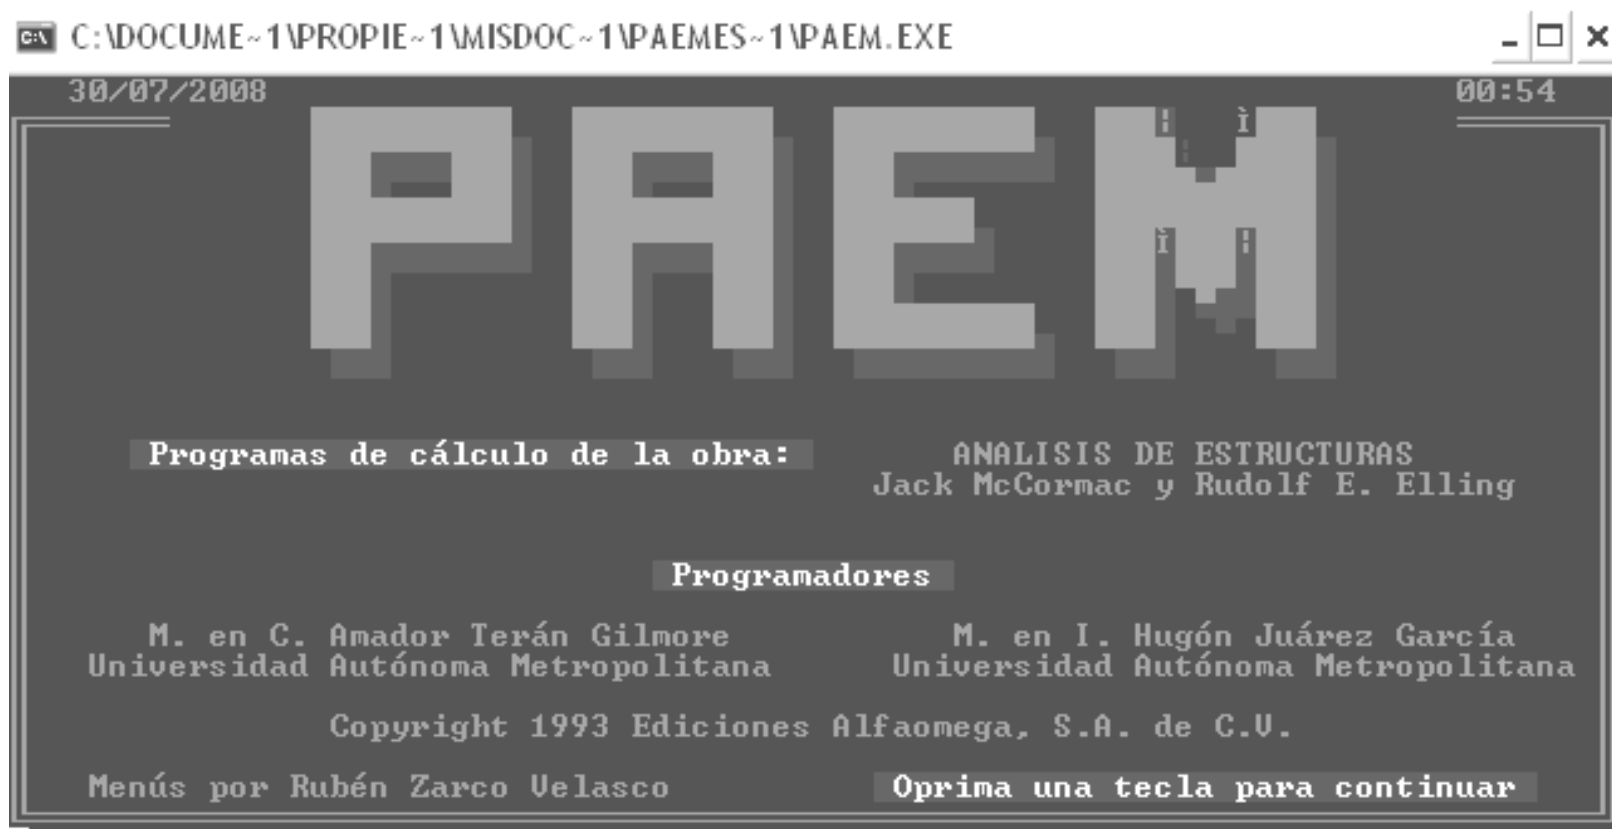 C:\DOCUME~1\PROPIE~1\MISDOC~1\PAEMES~1\PAEM.EXE
30/07/2008 00:54
PAEM
Programas de cálculo de la obra: ANALISIS DE ESTRUCTURAS
Jack McCormac y Rudolf E. Elling
Programadores
M. en C. Amador Terán Gilmore M. en I. Hugón Juárez García
Universidad Autónoma Metropolitana Universidad Autónoma Metropolitana
Copyright 1993 Ediciones Alfaomega, S.A. de C.V.
Menús por Rubén Zarco Velasco Oprima una tecla para continuar